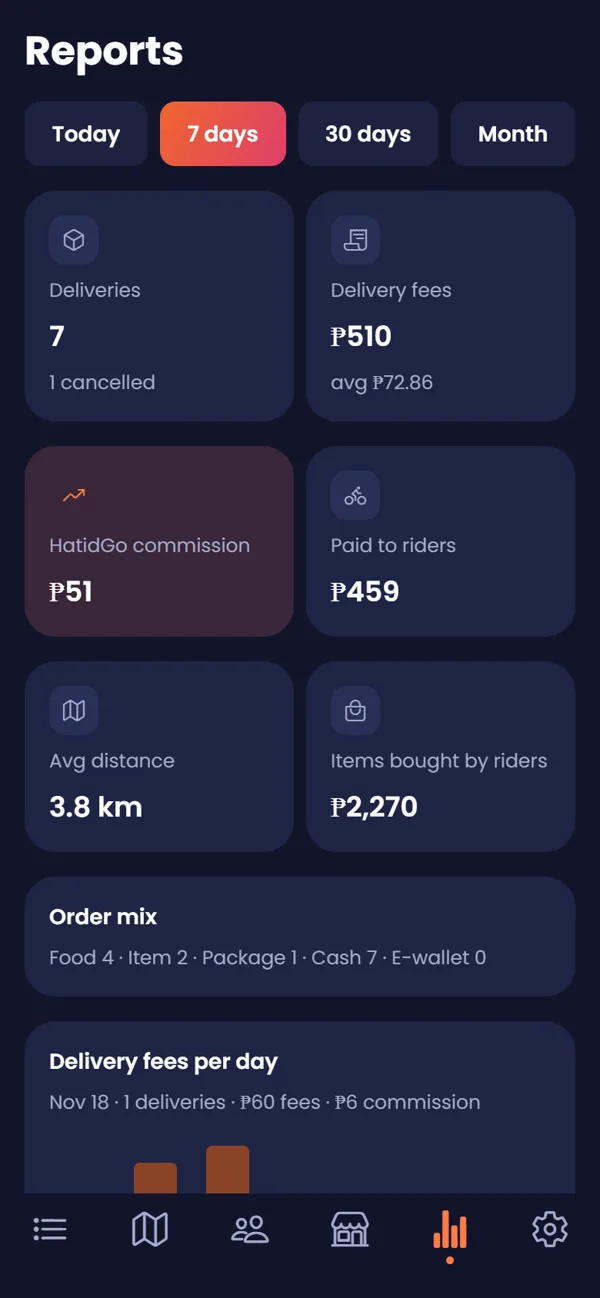 Reports
Today
7 days
30 days
Month
Deliveries
7
1 cancelled
Delivery fees
₱510
avg ₱72.86
HatidGo commission
₱51
Paid to riders
₱459
Avg distance
3.8 km
Items bought by riders
₱2,270
Order mix
Food 4 · Item 2 · Package 1 · Cash 7 · E-wallet 0
Delivery fees per day
Nov 18 · 1 deliveries · ₱60 fees · ₱6 commission